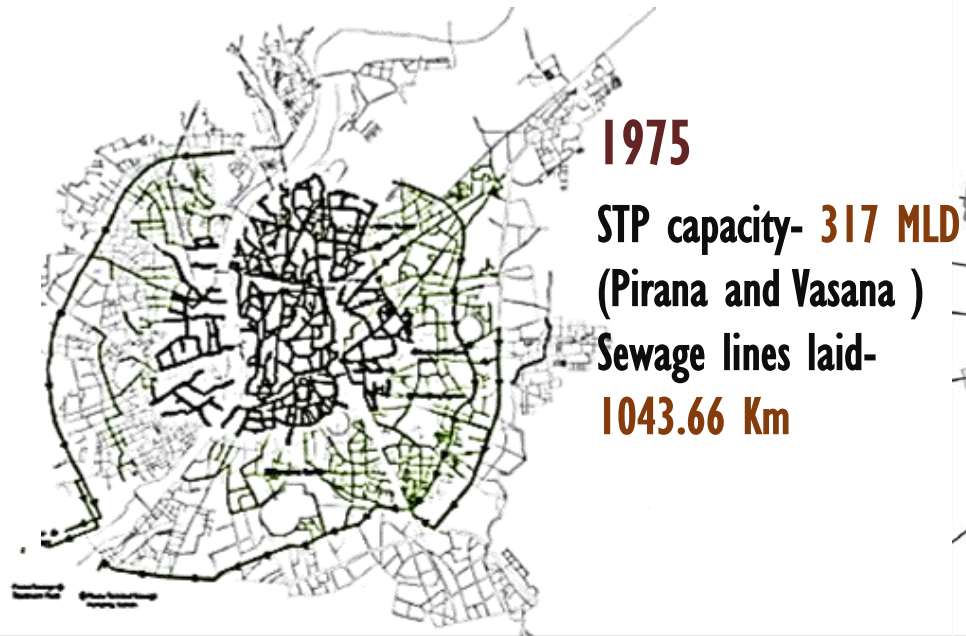 1975
STP capacity- 317 MLD
(Pirana and Vasana )
Sewage lines laid-
1043.66 Km